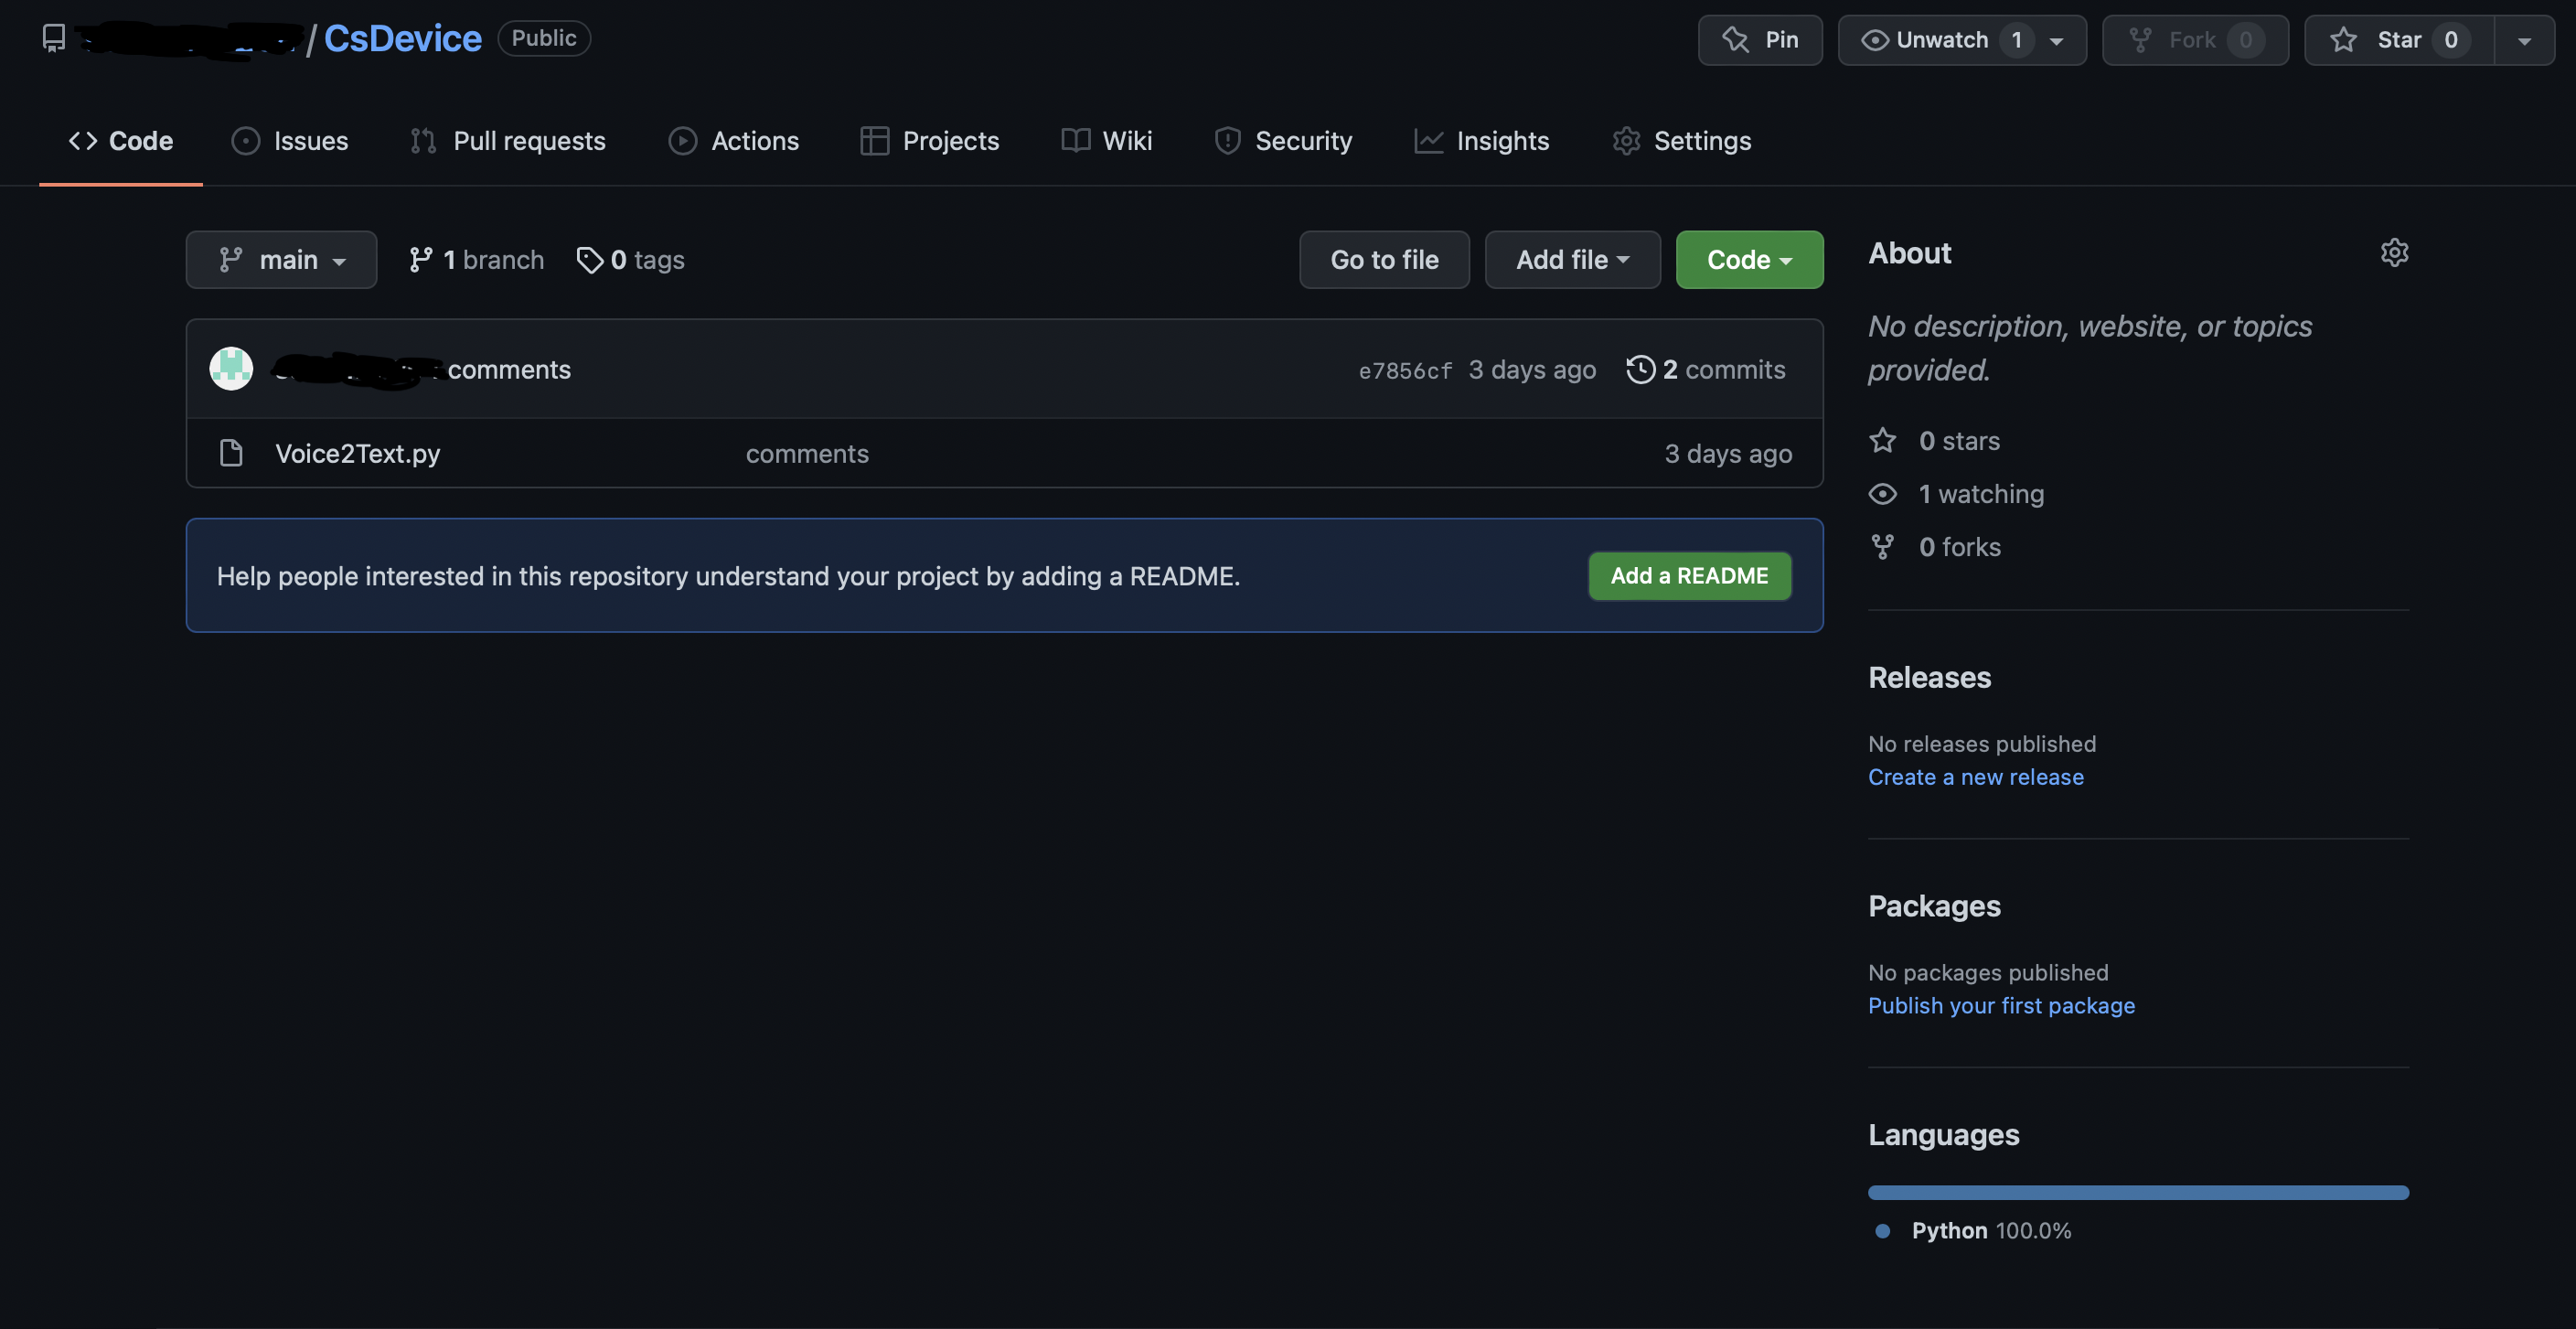 / CsDevice Public
Pin Unwatch 1 Fork 0 Star 0
Code Issues Pull requests Actions Projects Wiki Security Insights Settings
main 1 branch 0 tags Go to file Add file Code
comments e7856cf 3 days ago 2 commits
Voice2Text.py comments 3 days ago
Help people interested in this repository understand your project by adding a README. Add a README
About
No description, website, or topics
provided.
0 stars
1 watching
0 forks
Releases
No releases published
Create a new release
Packages
No packages published
Publish your first package
Languages
Python 100.0%